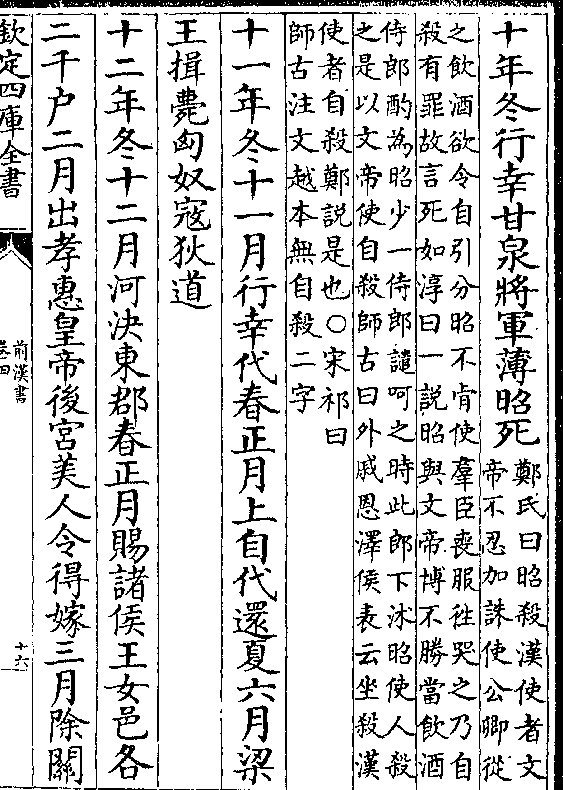 十年冬行幸甘泉將軍薄昭死
鄭氏曰昭殺漢使者文
帝不忍加誅使公卿從
之飲酒欲令自引分昭不肯使羣臣喪服徃哭之乃自
殺有罪故言死如淳曰一説昭與文帝博不勝當飲酒
侍郎酌為昭少一侍郎譴呵之時此郎下沐昭使人殺
之是以文帝使自殺師古曰外戚恩澤侯表云坐殺漢
使者自殺鄭説是也○宋祁曰
師古注文越本無自殺二字
十一年冬十一月行幸代春正月上自代還夏六月梁
王揖薨匈奴寇狄道
十二年冬十二月河決東郡春正月賜諸侯王女邑各
二千户二月出孝惠皇帝後宮美人令得嫁三月除關
欽定四庫全書
前漢書
卷四
十六